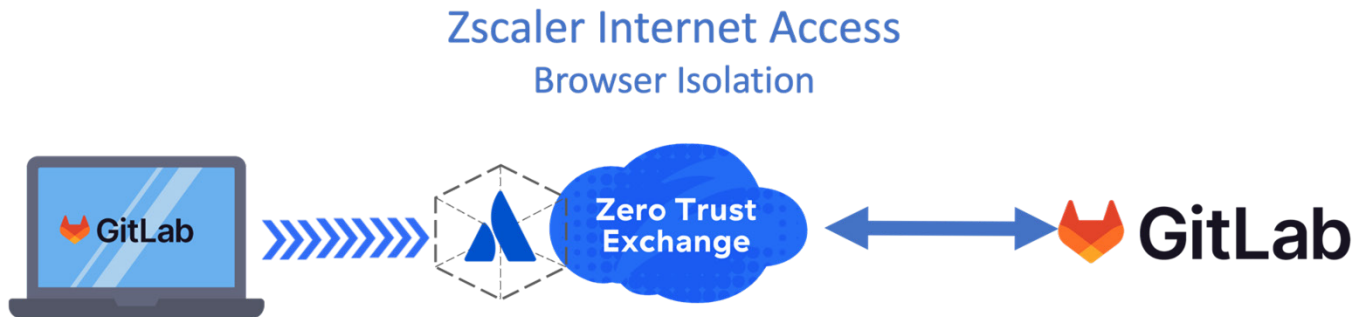 Zscaler Internet Access
Browser Isolation
GitLab
Zero Trust
Exchange
GitLab